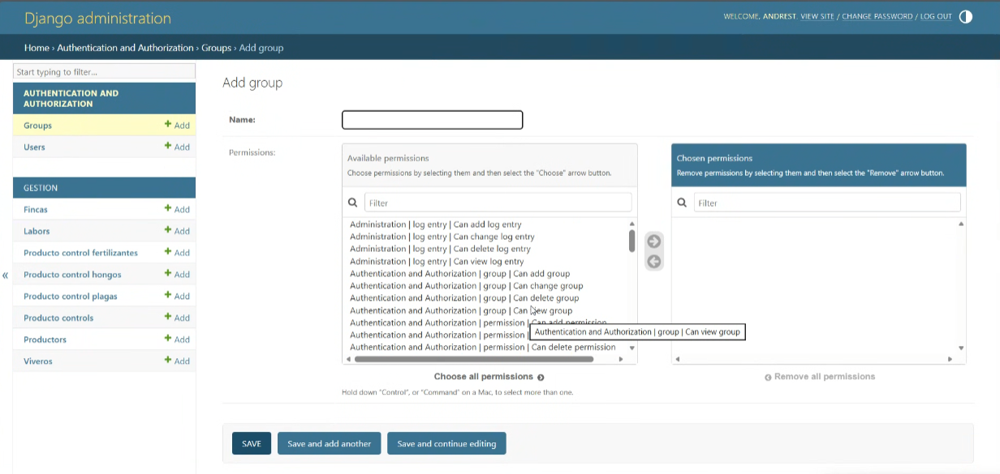 Django administration
WELCOME, ANDREST. VIEW SITE / CHANGE PASSWORD / LOG OUT
Home › Authentication and Authorization › Groups › Add group
Start typing to filter...
AUTHENTICATION AND
AUTHORIZATION
Groups + Add
Users + Add
GESTION
Fincas + Add
Labors + Add
Producto control fertilizantes + Add
Producto control hongos + Add
Producto control plagas + Add
Producto controls + Add
Productors + Add
Viveros + Add
«
Add group
Name:
Permissions:
Available permissions
Choose permissions by selecting them and then select the "Choose" arrow button.
Filter
Administration | log entry | Can add log entry
Administration | log entry | Can change log entry
Administration | log entry | Can delete log entry
Administration | log entry | Can view log entry
Authentication and Authorization | group | Can add group
Authentication and Authorization | group | Can change group
Authentication and Authorization | group | Can delete group
Authentication and Authorization | group | Can view group
Authentication and Authorization | permission | Can add permission
Authentication and Authorization | permission |
Authentication and Authorization | permission | Can delete permission
Authentication and Authorization | group | Can view group
Choose all permissions
Hold down "Control", or "Command" on a Mac, to select more than one.
Chosen permissions
Remove permissions by selecting them and then select the "Remove" arrow button.
Filter
Remove all permissions
SAVE
Save and add another
Save and continue editing